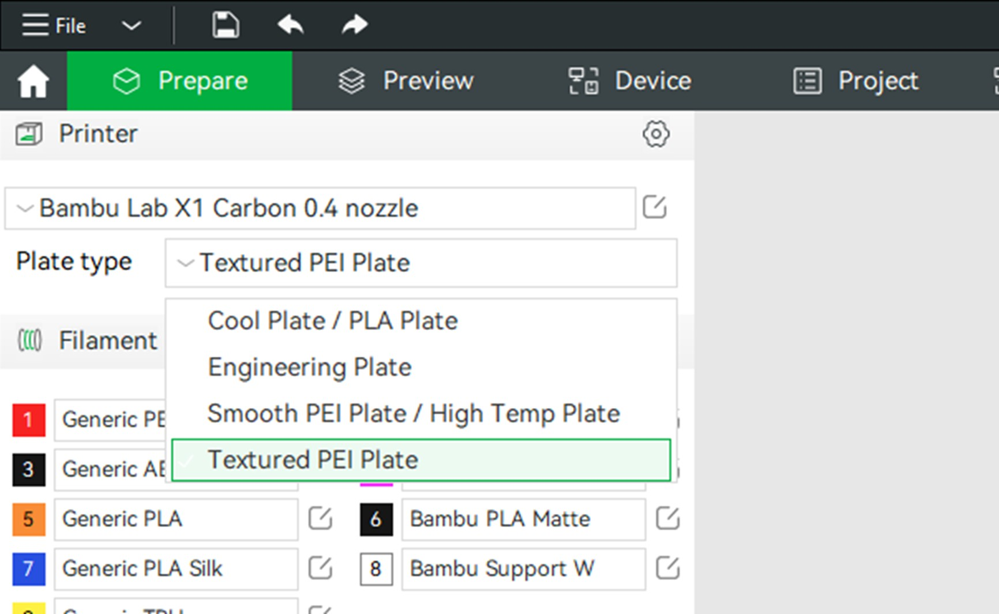 File
Prepare Preview Device Project
Printer
Bambu Lab X1 Carbon 0.4 nozzle
Plate type Textured PEI Plate
Cool Plate / PLA Plate
Filament
Engineering Plate
Smooth PEI Plate / High Temp Plate
1 Generic PE
Textured PEI Plate
3 Generic AB
5 Generic PLA 6 Bambu PLA Matte
7 Generic PLA Silk 8 Bambu Support W